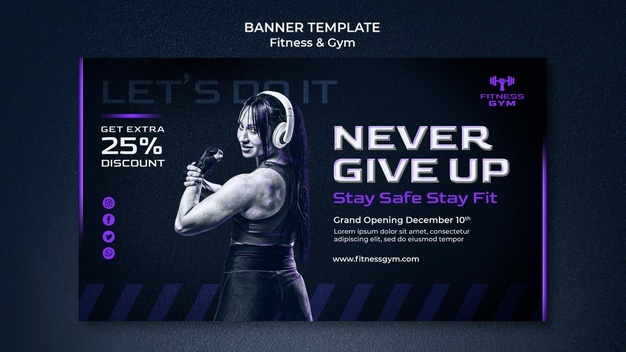 BANNER TEMPLATE
Fitness & Gym
LET'S DO IT
GET EXTRA
25%
DISCOUNT
FITNESS
GYM
NEVER
GIVE UP
Stay Safe Stay Fit
Grand Opening December 10th
Lorem ipsum dolor sit amet, consectetur
adipiscing elit, sed do eiusmod tempor
www.fitnessgym.com